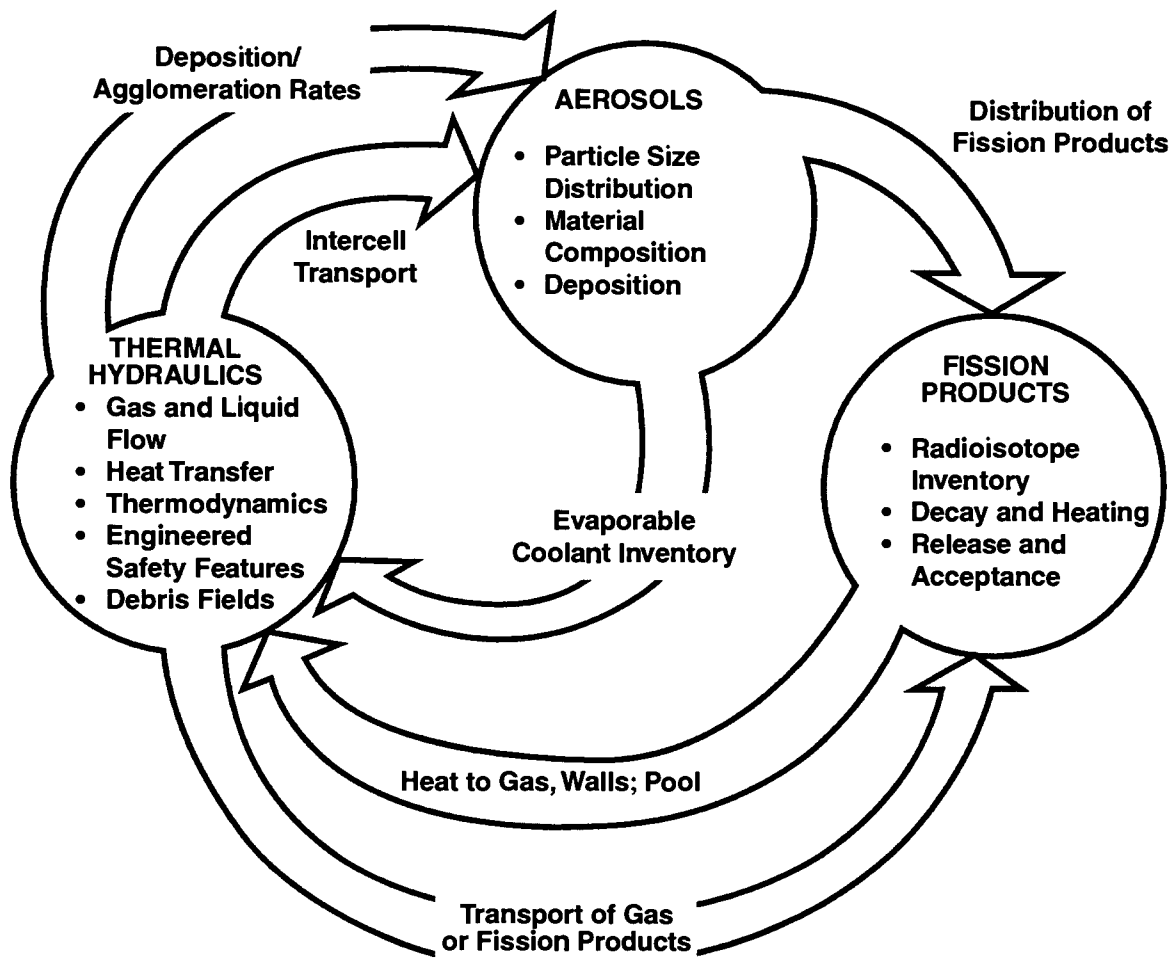 Deposition/
Agglomeration Rates
AEROSOLS
• Particle Size
Distribution
• Material
Composition
• Deposition
Distribution of
Fission Products
Intercell
Transport
THERMAL
HYDRAULICS
• Gas and Liquid
Flow
• Heat Transfer
• Thermodynamics
• Engineered
Safety Features
• Debris Fields
FISSION
PRODUCTS
• Radioisotope
Inventory
• Decay and Heating
• Release and
Acceptance
Evaporable
Coolant Inventory
Heat to Gas, Walls; Pool
Transport of Gas
or Fission Products